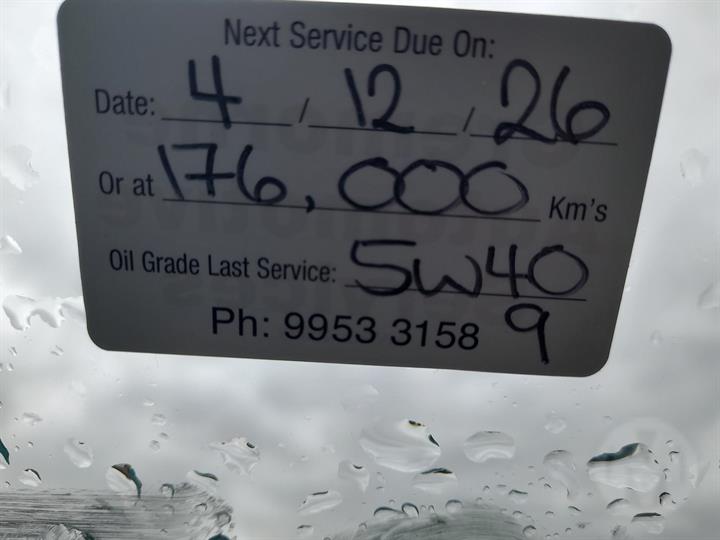 Next Service Due On:
Date: 4 / 12 / 26
Or at 176,000 Km's
Oil Grade Last Service: 5W40
Ph: 9953 3158 9